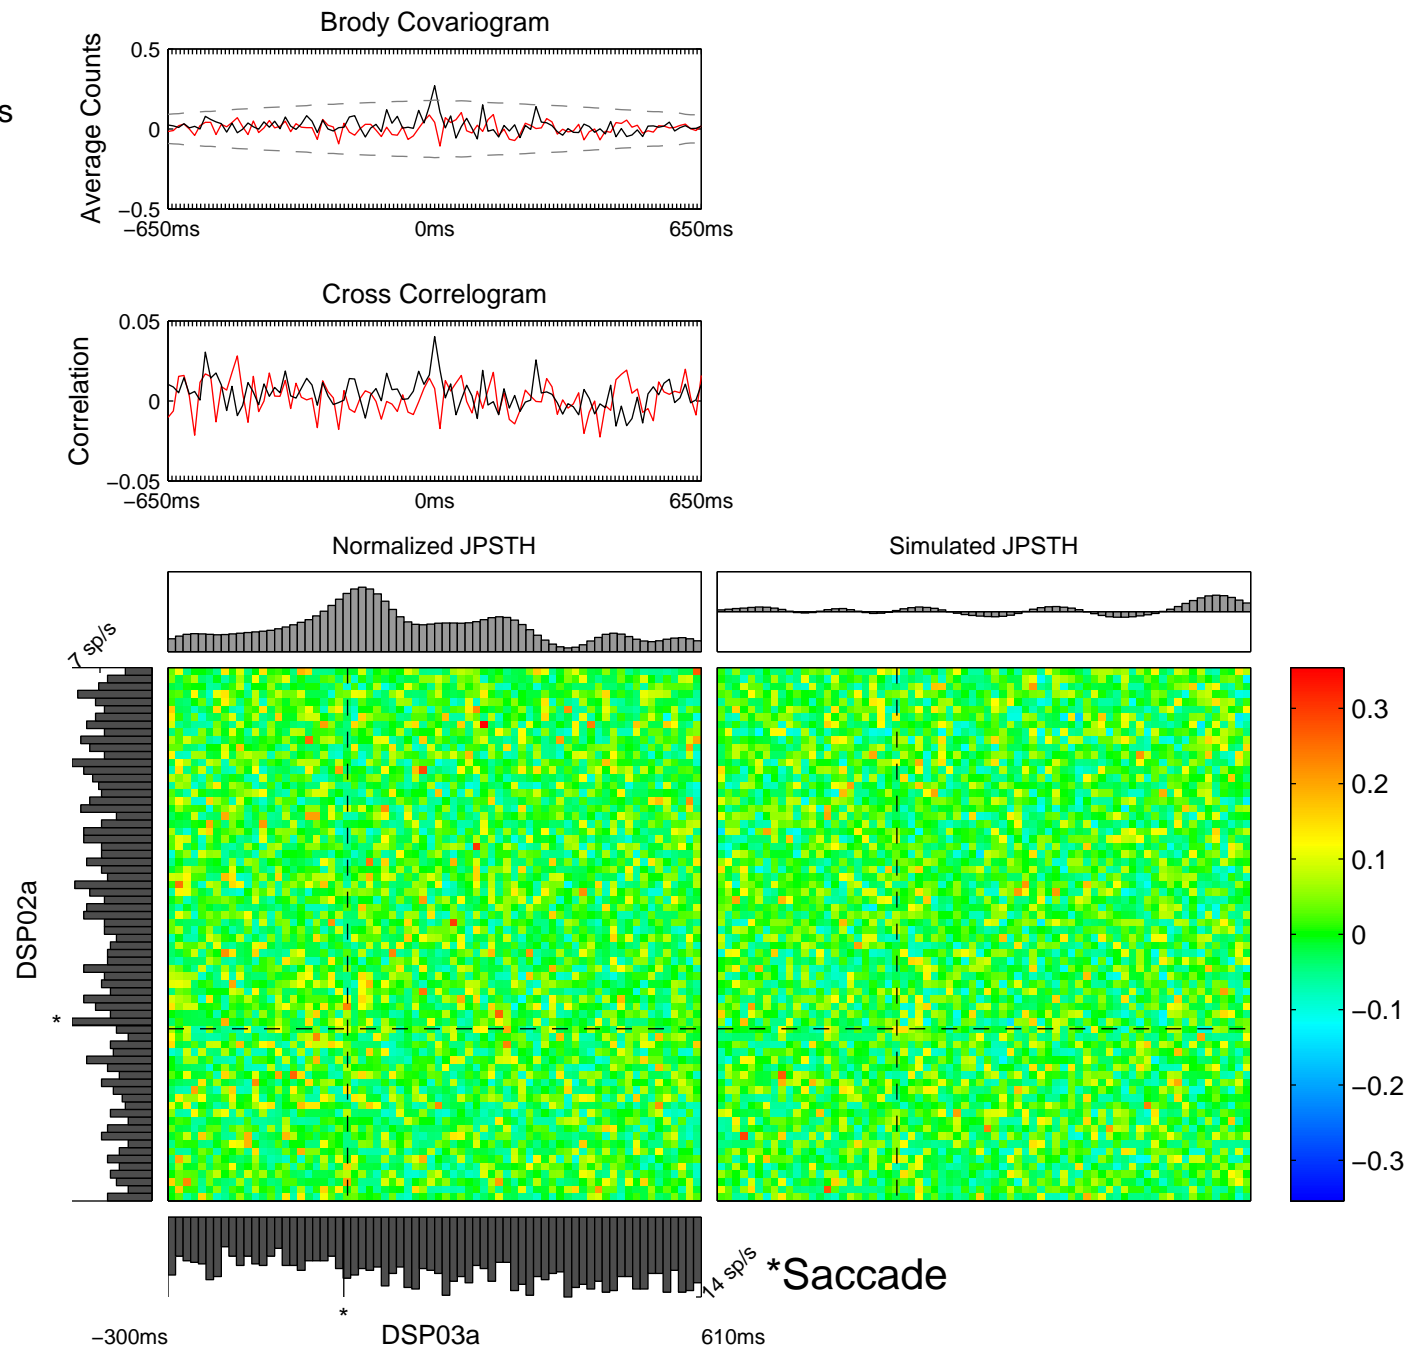 Brody Covariogram
s
Average Counts
0.5
0
−0.5
−650ms
0ms
650ms
Cross Correlogram
Correlation
0.05
0
−0.05
−650ms
0ms
650ms
Normalized JPSTH
Simulated JPSTH
7 sp/s
DSP02a
*
0.3
0.2
0.1
0
−0.1
−0.2
−0.3
14 sp/s
*Saccade
*
−300ms
DSP03a
610ms